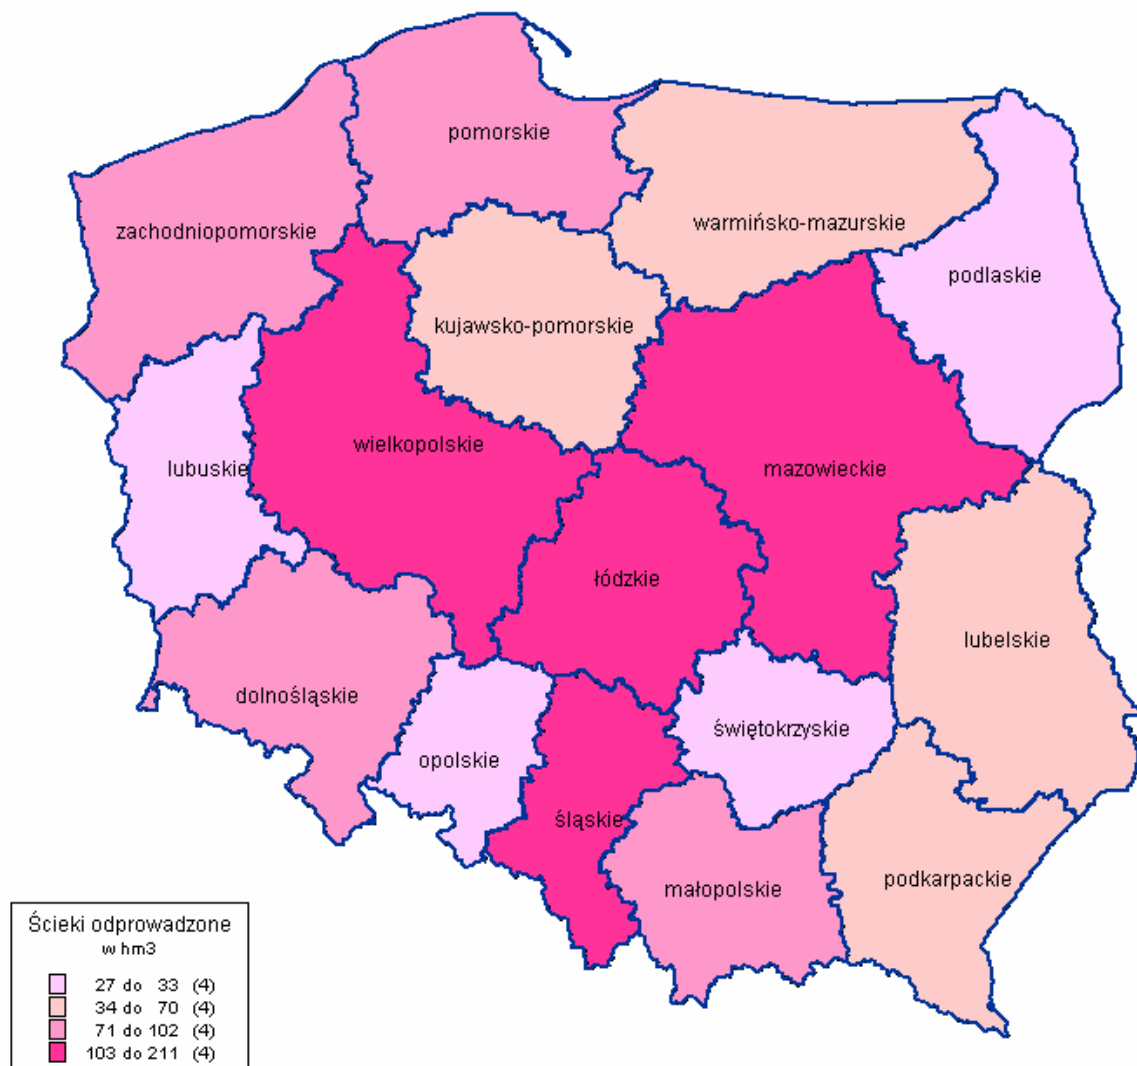 pomorskie
zachodniopomorskie
warmińsko-mazurskie
podlaskie
kujawsko-pomorskie
wielkopolskie
lubuskie
mazowieckie
łódzkie
lubelskie
dolnośląskie
świętokrzyskie
opolskie
śląskie
małopolskie
podkarpackie
Ścieki odprowadzone
w hm3
27 do 33 (4)
34 do 70 (4)
71 do 102 (4)
103 do 211 (4)